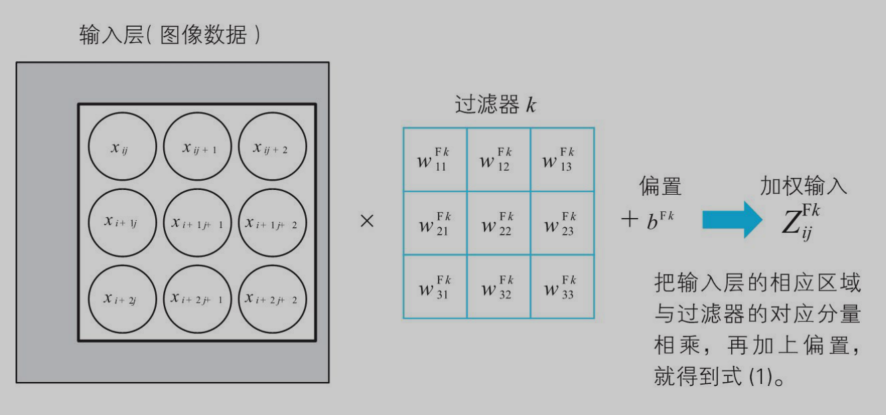 输入层( 图像数据 )
过滤器 k
x_{ij} x_{ij+1} x_{ij+2}
w_{11}^{Fk} w_{12}^{Fk} w_{13}^{Fk}
偏置 加权输入
x_{i+1j} x_{i+1j+1} x_{i+1j+2} × w_{21}^{Fk} w_{22}^{Fk} w_{23}^{Fk} + b^{Fk} Z_{ij}^{Fk}
x_{i+2j} x_{i+2j+1} x_{i+2j+2}
w_{31}^{Fk} w_{32}^{Fk} w_{33}^{Fk}
把输入层的相应区域
与过滤器的对应分量
相乘，再加上偏置，
就得到式 (1)。